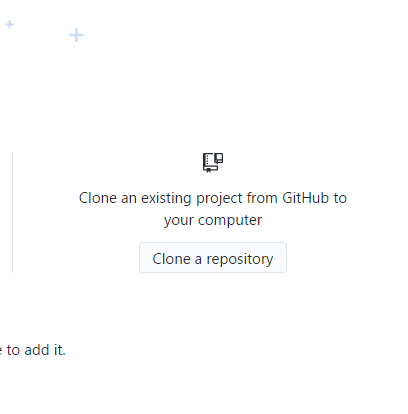 Clone an existing project from GitHub to
your computer
Clone a repository
to add it.